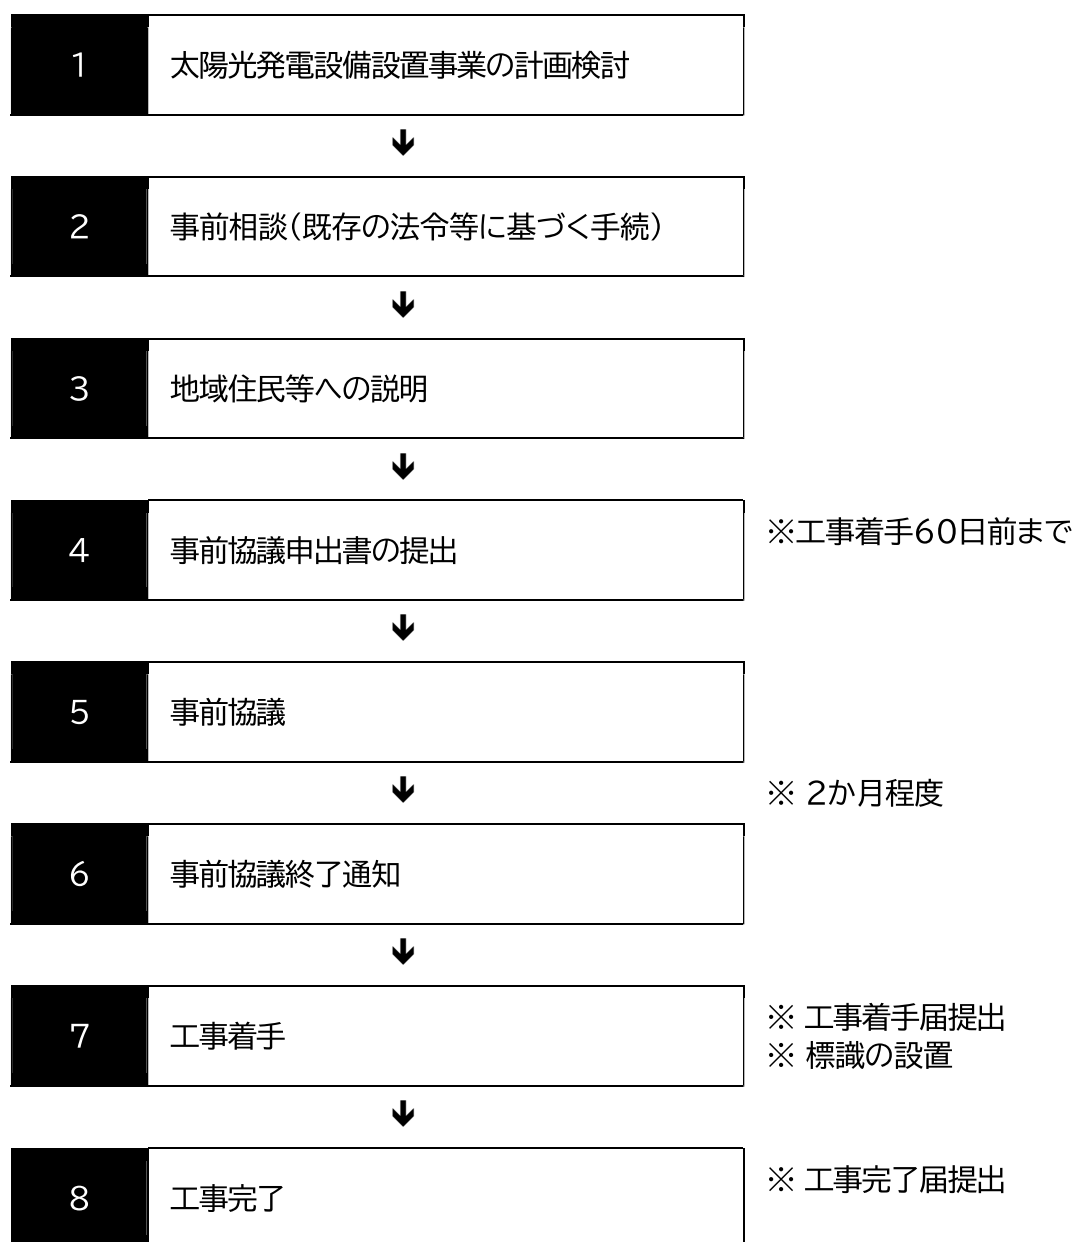 1 太陽光発電設備設置事業の計画検討
↓
2 事前相談(既存の法令等に基づく手続)
↓
3 地域住民等への説明
↓
4 事前協議申出書の提出 ※工事着手60日前まで
↓
5 事前協議
↓ ※ 2か月程度
6 事前協議終了通知
↓
7 工事着手 ※ 工事着手届提出
※ 標識の設置
↓
8 工事完了 ※ 工事完了届提出